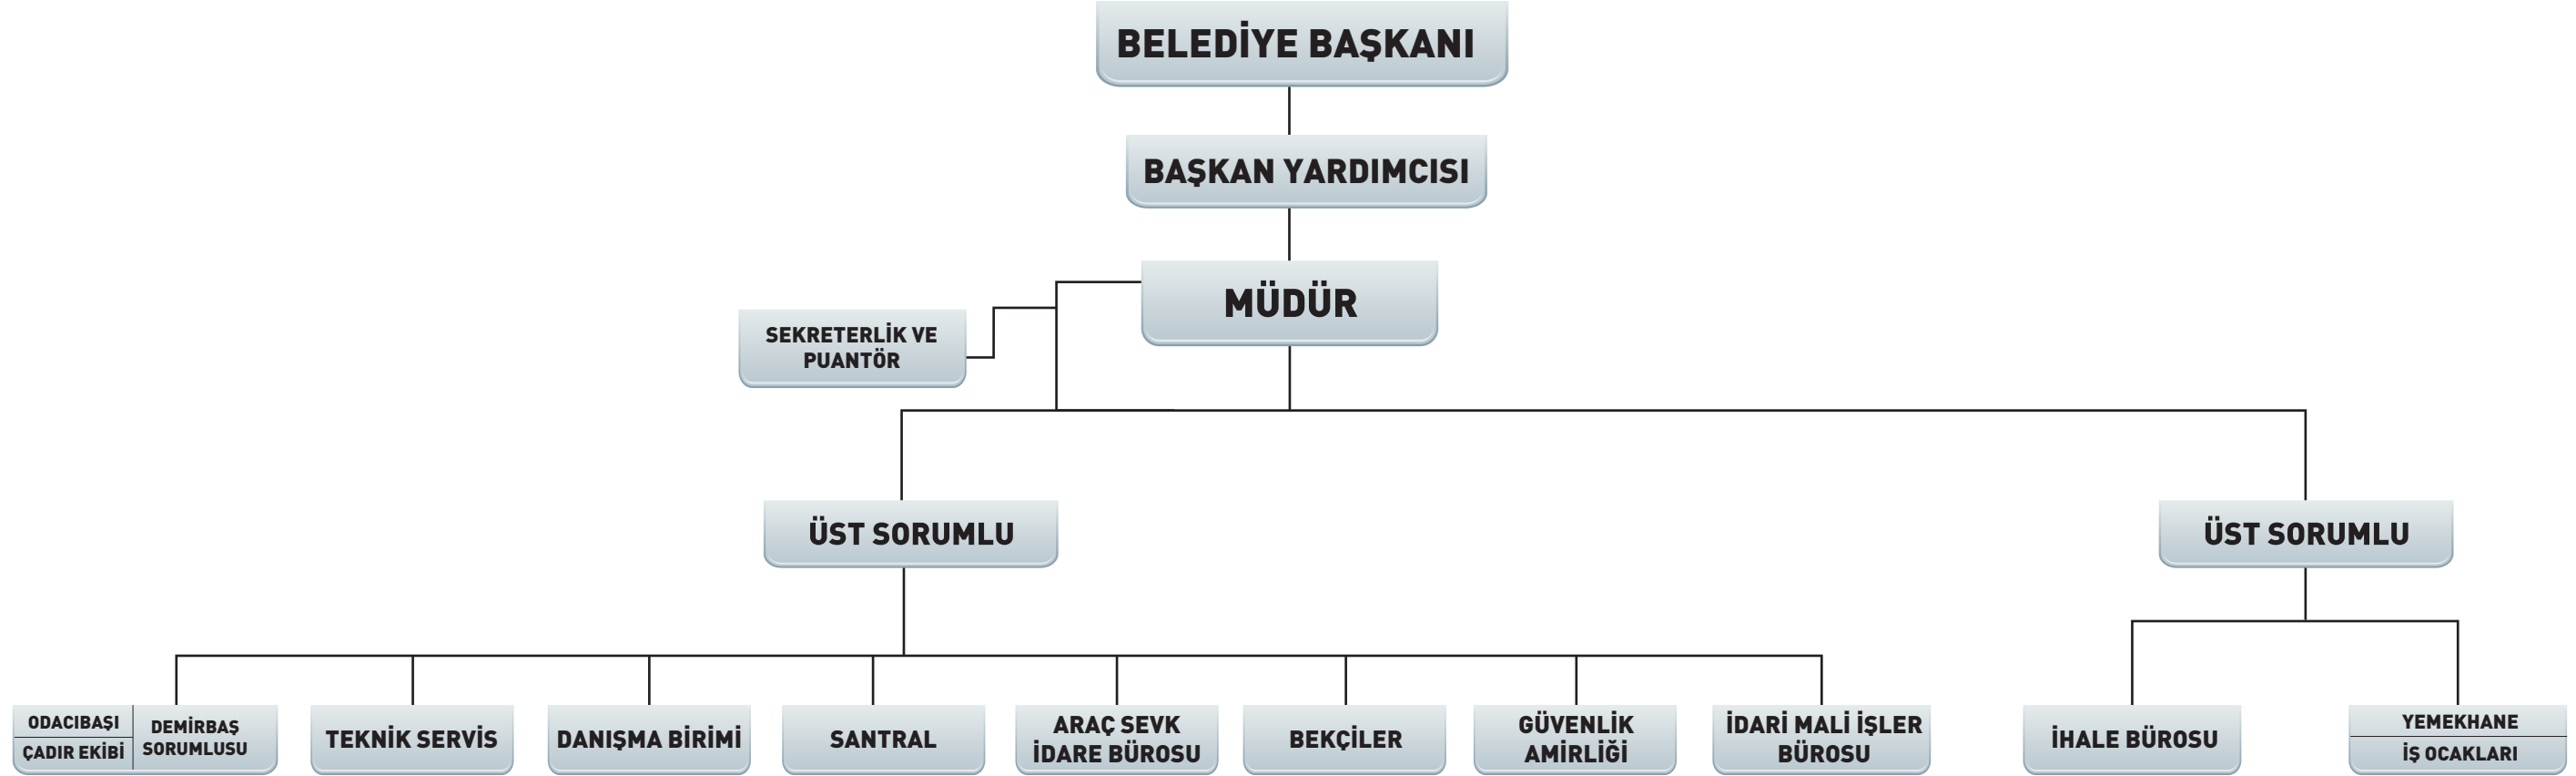 BELEDİYE BAŞKANI
BAŞKAN YARDIMCISI
MÜDÜR
SEKRETERLİK VE
PUANTÖR
ÜST SORUMLU
ÜST SORUMLU
ODACIBAŞI
ÇADIR EKİBİ
DEMİRBAŞ
SORUMLUSU
TEKNİK SERVİS
DANIŞMA BİRİMİ
SANTRAL
ARAÇ SEVK
İDARE BÜROSU
BEKÇİLER
GÜVENLİK
AMİRLİĞİ
İDARİ MALİ İŞLER
BÜROSU
İHALE BÜROSU
YEMEKHANE
İŞ OCAKLARI